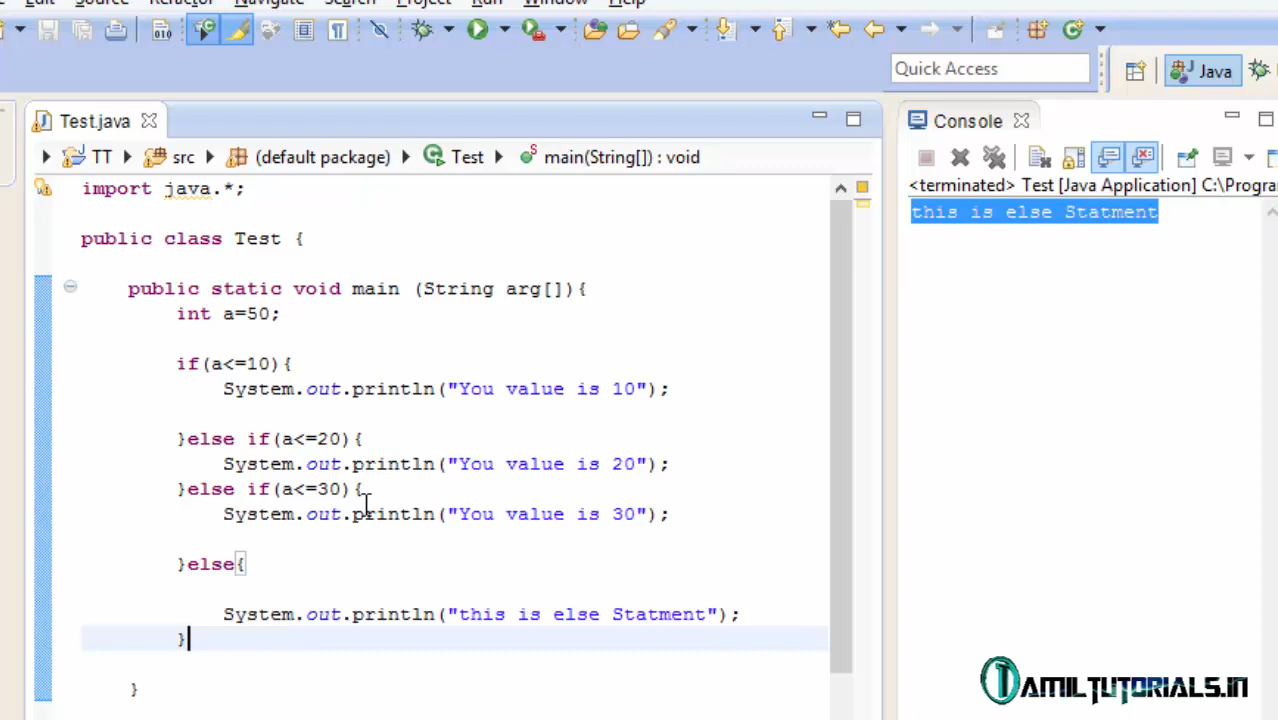 Edit Source Refactor Navigate Search Project Run Window Help
Quick Access
Java
Test.java
Console
TT src (default package) Test main(String[]) : void
<terminated> Test [Java Application] C:\Progra
this is else Statment
import java.*;
public class Test {
public static void main (String arg[]){
int a=50;
if(a<=10){
System.out.println("You value is 10");
}else if(a<=20){
System.out.println("You value is 20");
}else if(a<=30){
System.out.println("You value is 30");
}else{
System.out.println("this is else Statment");
}
}
TAMILTUTORIALS.IN